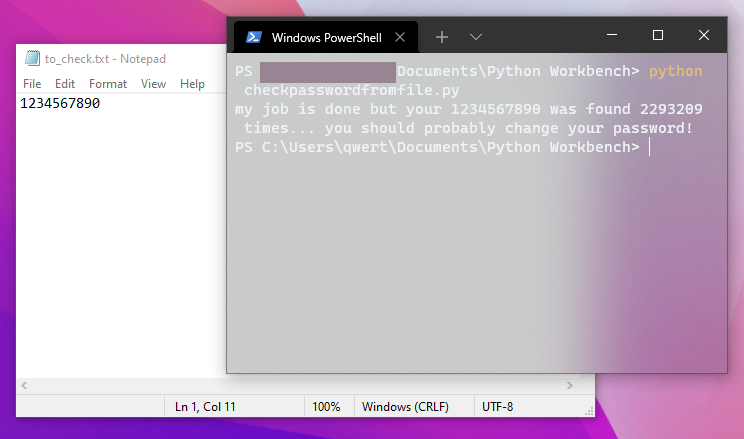 to_check.txt - Notepad
File Edit Format View Help
1234567890
Ln 1, Col 11 100% Windows (CRLF) UTF-8
Windows PowerShell
PS Documents\Python Workbench> python
checkpasswordfromfile.py
my job is done but your 1234567890 was found 2293209
times... you should probably change your password!
PS C:\Users\qwert\Documents\Python Workbench>